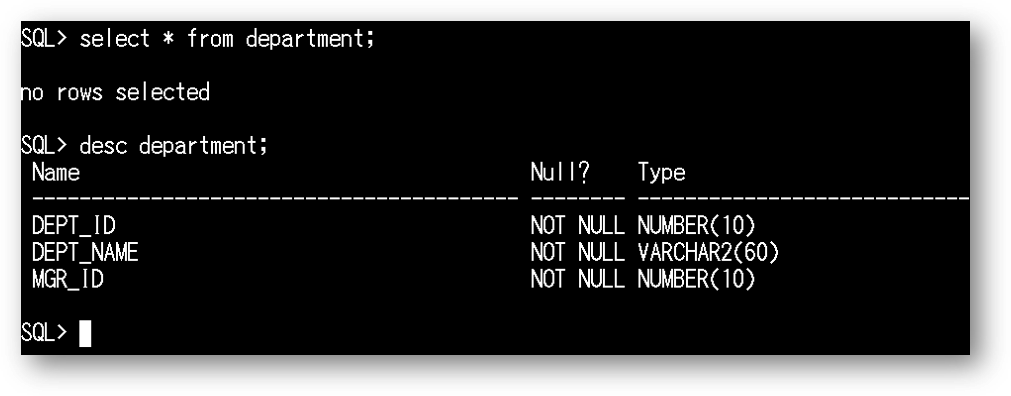 SQL> select * from department;
no rows selected
SQL> desc department;
Name Null? Type
----------------------------------------- -------- ----------------------------
DEPT_ID NOT NULL NUMBER(10)
DEPT_NAME NOT NULL VARCHAR2(60)
MGR_ID NOT NULL NUMBER(10)
SQL>